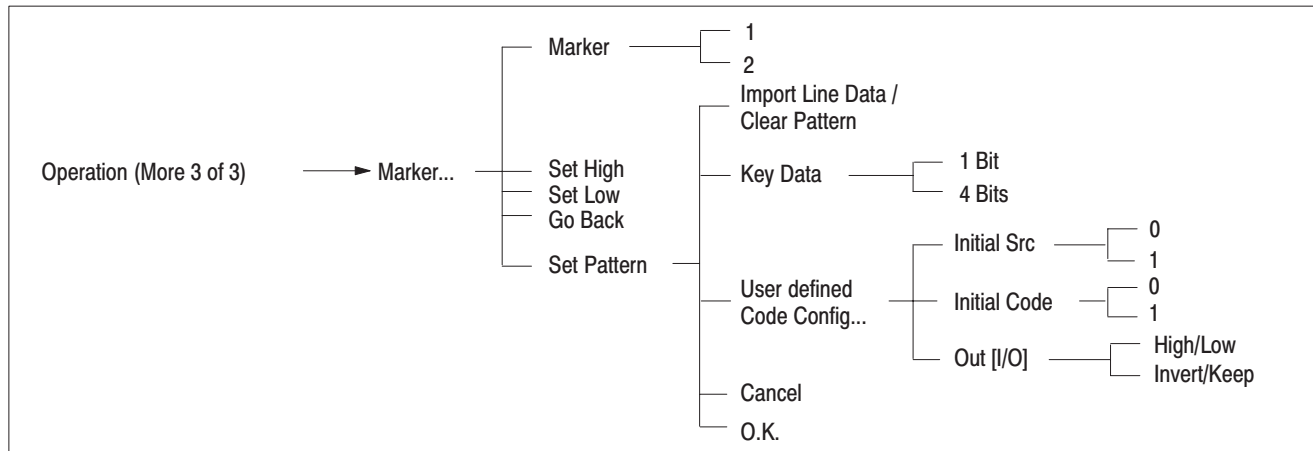 Operation (More 3 of 3)
Marker...
Marker
1
2
Set High
Set Low
Go Back
Set Pattern
Import Line Data /
Clear Pattern
Key Data
1 Bit
4 Bits
User defined
Code Config...
Initial Src
0
1
Initial Code
0
1
Out [I/O]
High/Low
Invert/Keep
Cancel
O.K.